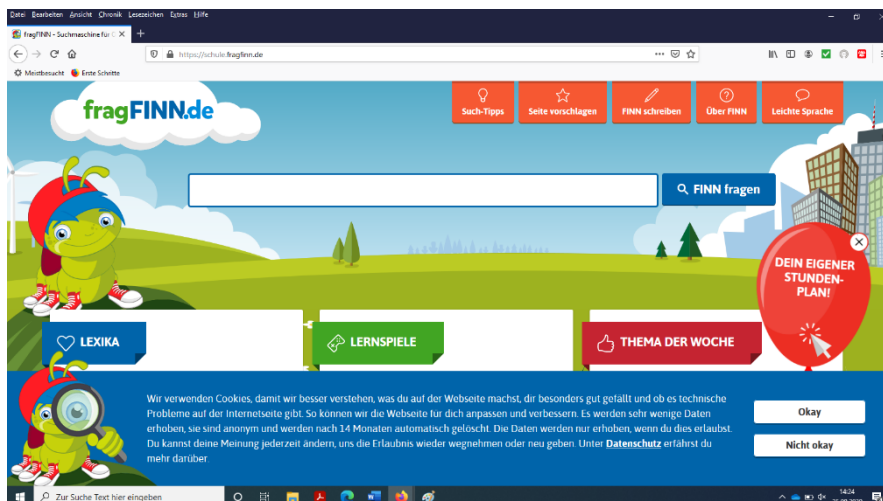 Datei Bearbeiten Ansicht Chronik Lesezeichen Extras Hilfe
fragFINN - Suchmaschine für
https://schule.fragfinn.de
Meistbesucht Erste Schritte
fragFINN.de
Such-Tipps
Seite vorschlagen
FINN schreiben
Über FINN
Leichte Sprache
FINN fragen
DEIN EIGENER
STUNDEN-
PLAN!
LEXIKA
LERNSPIELE
THEMA DER WOCHE
Wir verwenden Cookies, damit wir besser verstehen, was du auf der Webseite machst, dir besonders gut gefällt und ob es technische
Probleme auf der Internetseite gibt. So können wir die Webseite für dich anpassen und verbessern. Es werden sehr wenige Daten
erhoben, sie sind anonym und werden nach 14 Monaten automatisch gelöscht. Die Daten werden nur erhoben, wenn du dies erlaubst.
Du kannst deine Meinung jederzeit ändern, uns die Erlaubnis wieder wegnehmen oder neu geben. Unter Datenschutz erfährst du
mehr darüber.
Okay
Nicht okay
Zur Suche Text hier eingeben
14:24